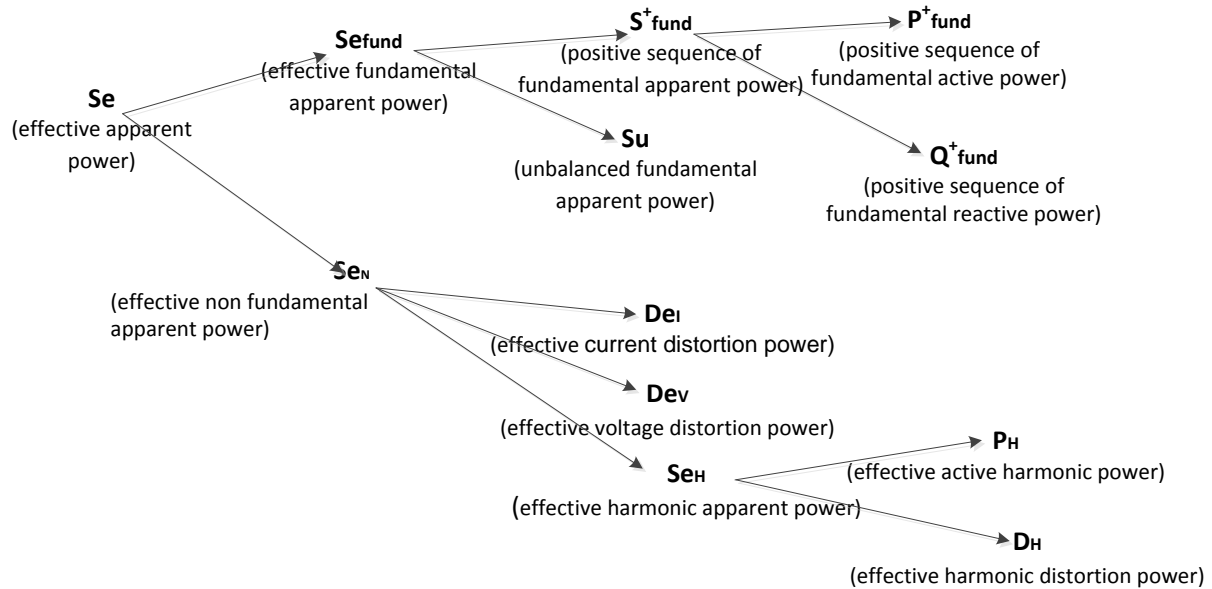 Se
(effective apparent
power)
Sefund
(effective fundamental
apparent power)
S+fund
(positive sequence of
fundamental apparent power)
P+fund
(positive sequence of
fundamental active power)
Q+fund
(positive sequence of
fundamental reactive power)
Su
(unbalanced fundamental
apparent power)
SeN
(effective non fundamental
apparent power)
DeI
(effective current distortion power)
DeV
(effective voltage distortion power)
SeH
(effective harmonic apparent power)
PH
(effective active harmonic power)
DH
(effective harmonic distortion power)